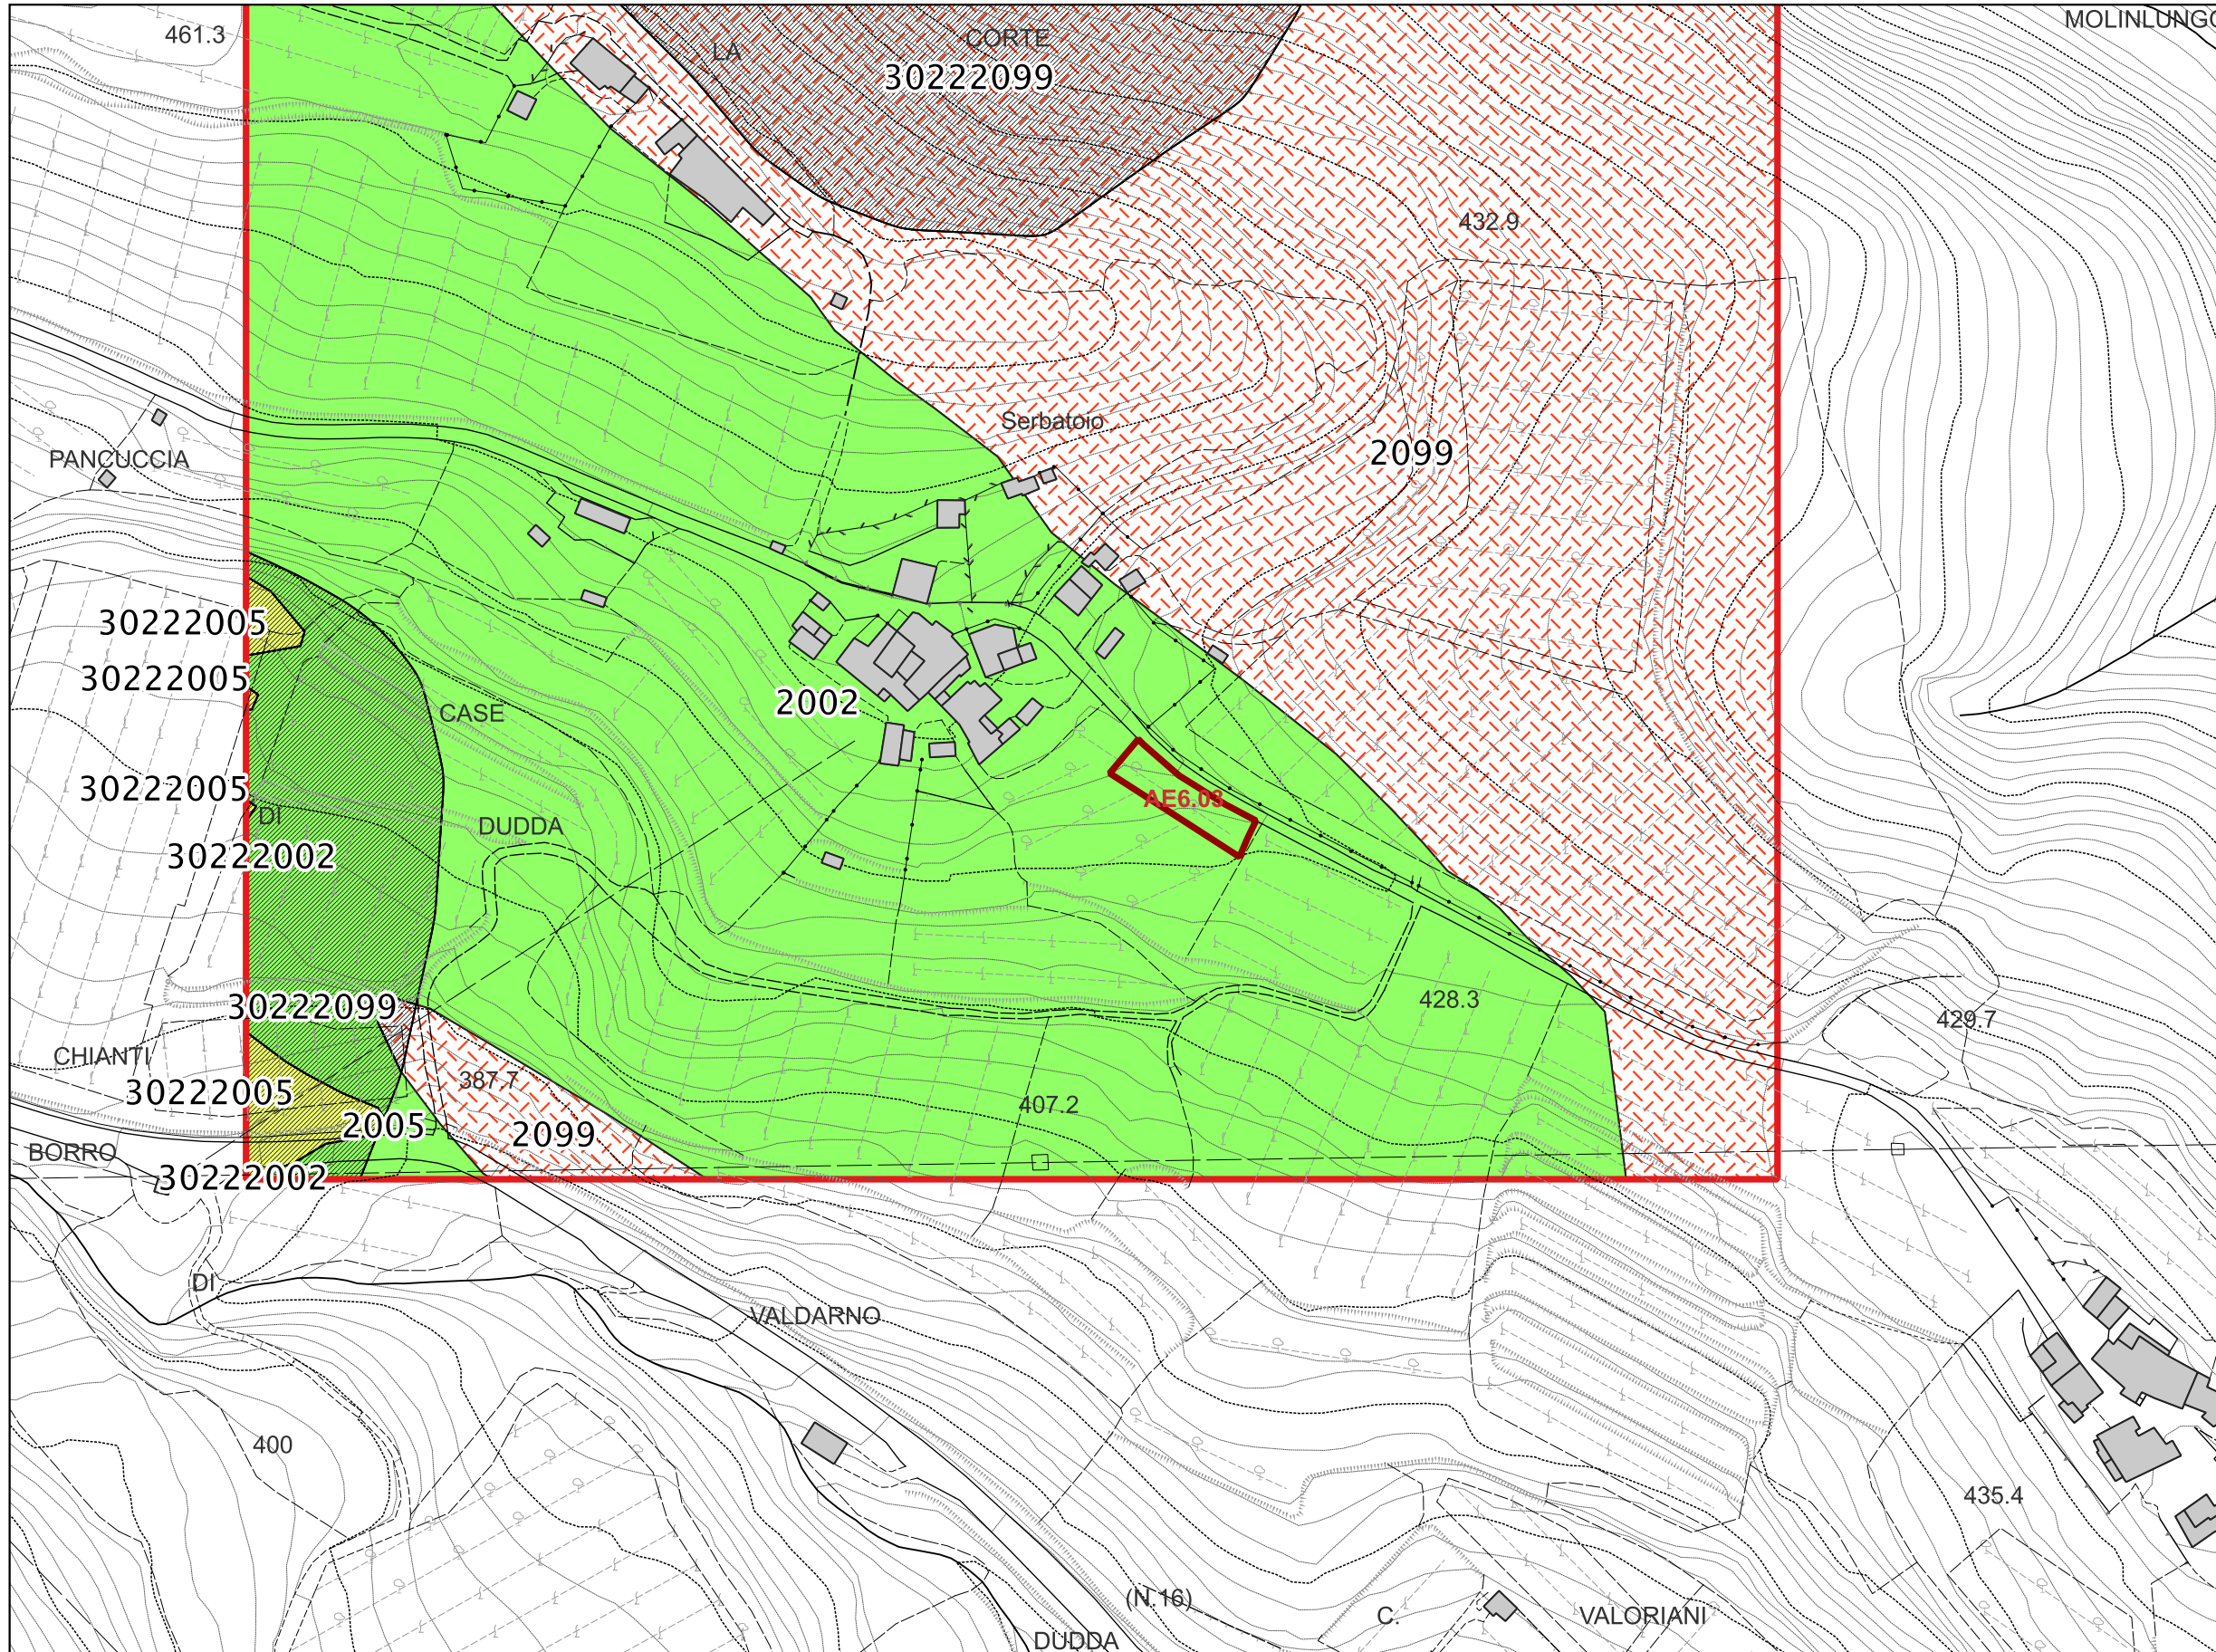 MOLINLUNGO
461.3
LA
CORTE
30222099
432.9
Serbatoio
2099
PANCUCCIA
30222005
30222005
CASE
2002
30222005
DI
DUDDA
AE6.03
30222002
30222099
428.3
429.7
CHIANTI
387.7
30222005
407.2
2005
2099
BORRO
30222002
DI
VALDARNO
400
435.4
(N.16)
C.
VALORIANI
DUDDA